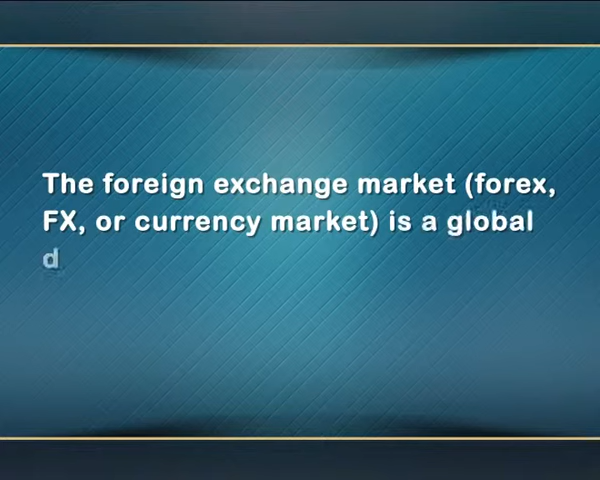 The foreign exchange market (forex,
FX, or currency market) is a global
d